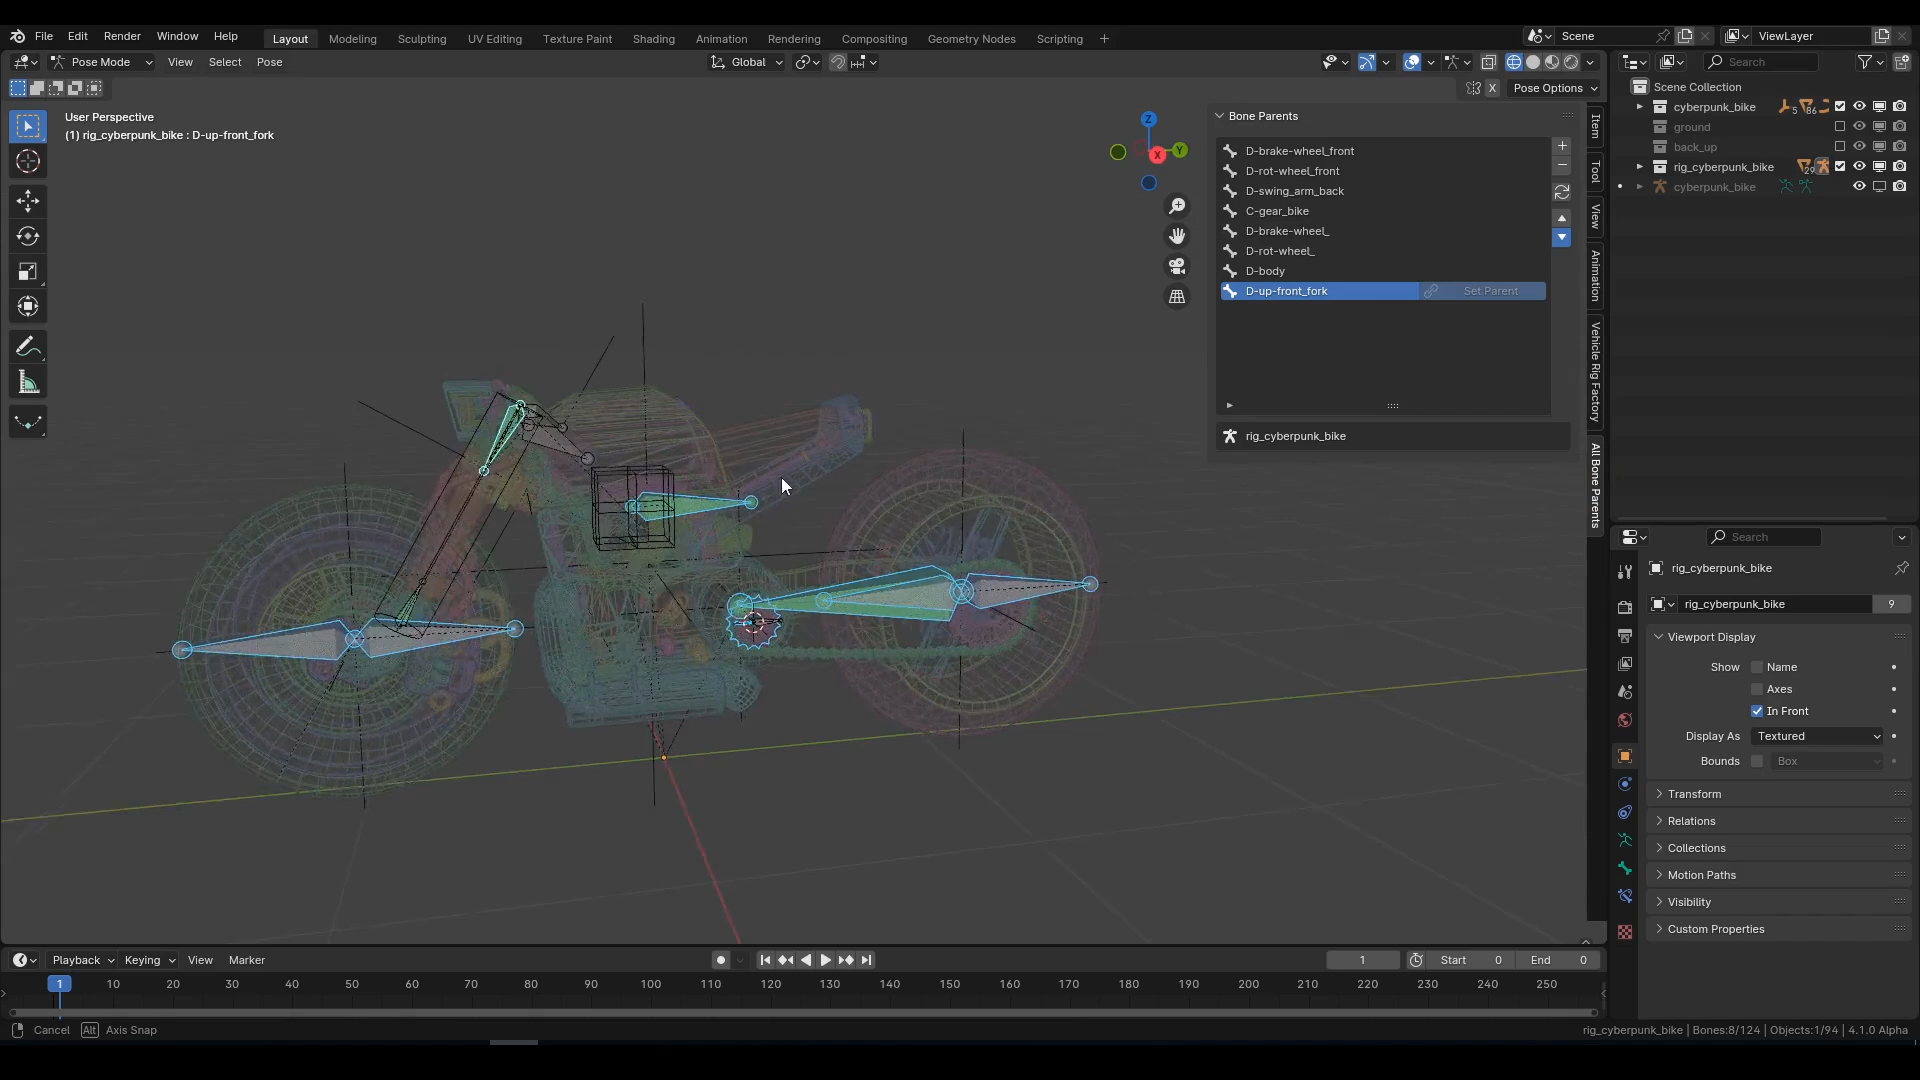 File Edit Render Window Help Layout Modeling Sculpting UV Editing Texture Paint Shading Animation Rendering Compositing Geometry Nodes Scripting + Scene ViewLayer
Pose Mode View Select Pose Global Search
X Pose Options
Scene Collection
cyberpunk_bike 5 86
ground
back_up
rig_cyberpunk_bike 29
cyberpunk_bike
User Perspective
(1) rig_cyberpunk_bike : D-up-front_fork
Z
Y
X
Bone Parents
D-brake-wheel_front
D-rot-wheel_front
D-swing_arm_back
C-gear_bike
D-brake-wheel_
D-rot-wheel_
D-body
D-up-front_fork Set Parent
rig_cyberpunk_bike
Item
Tool
View
Animation
Vehicle Rig Factory
All Bone Parents
Search
rig_cyberpunk_bike
rig_cyberpunk_bike 9
Viewport Display
Show Name
Axes
In Front
Display As Textured
Bounds Box
Transform
Relations
Collections
Motion Paths
Visibility
Custom Properties
Playback Keying View Marker 1 Start 0 End 0
1 10 20 30 40 50 60 70 80 90 100 110 120 130 140 150 160 170 180 190 200 210 220 230 240 250
Cancel Alt Axis Snap rig_cyberpunk_bike | Bones:8/124 | Objects:1/94 | 4.1.0 Alpha